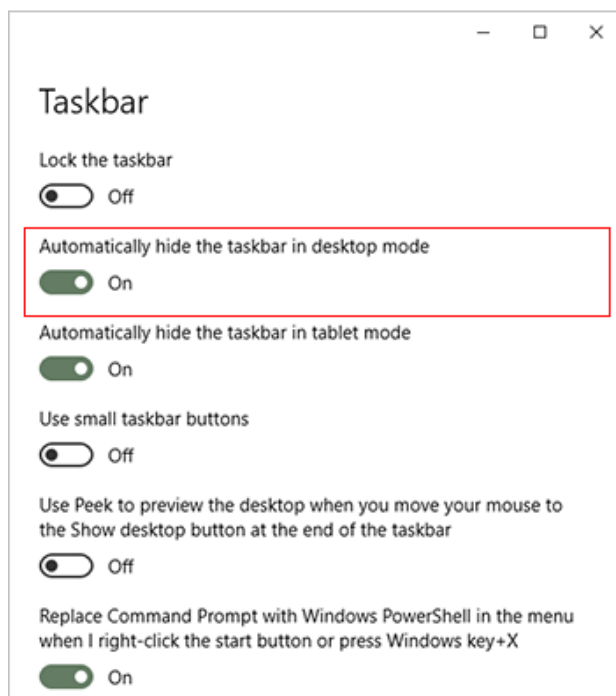 Taskbar
Lock the taskbar
Off
Automatically hide the taskbar in desktop mode
On
Automatically hide the taskbar in tablet mode
On
Use small taskbar buttons
Off
Use Peek to preview the desktop when you move your mouse to
the Show desktop button at the end of the taskbar
Off
Replace Command Prompt with Windows PowerShell in the menu
when I right-click the start button or press Windows key+X
On